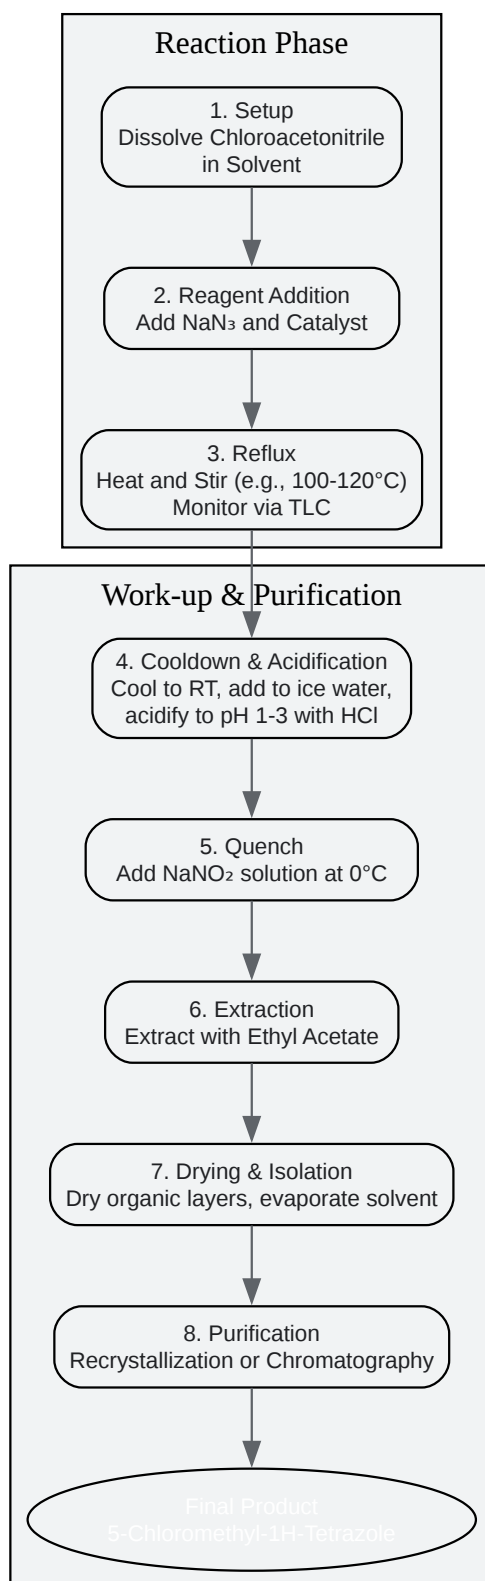 Reaction Phase
1. Setup
Dissolve Chloroacetonitrile
in Solvent
2. Reagent Addition
Add NaN₃ and Catalyst
3. Reflux
Heat and Stir (e.g., 100-120°C)
Monitor via TLC
Work-up & Purification
4. Cooldown & Acidification
Cool to RT, add to ice water,
acidify to pH 1-3 with HCl
5. Quench
Add NaNO₂ solution at 0°C
6. Extraction
Extract with Ethyl Acetate
7. Drying & Isolation
Dry organic layers, evaporate solvent
8. Purification
Recrystallization or Chromatography
Final Product
5-Chloromethyl-1H-Tetrazole